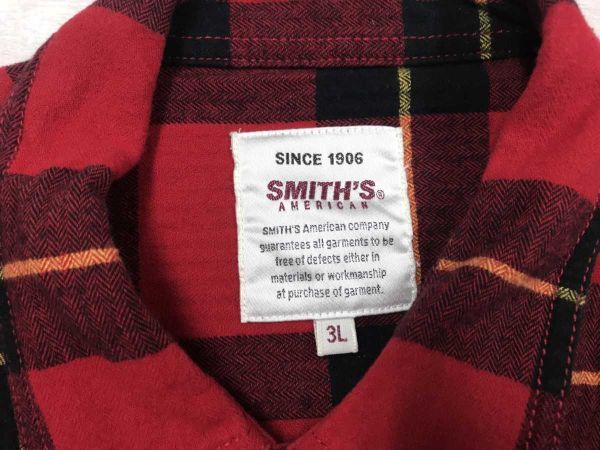 SINCE 1906
SMITH'S®
AMERICAN
SMITH'S American company
guarantees all garments to be
free of defects either in
materials or workmanship
at purchase of garment.
3L